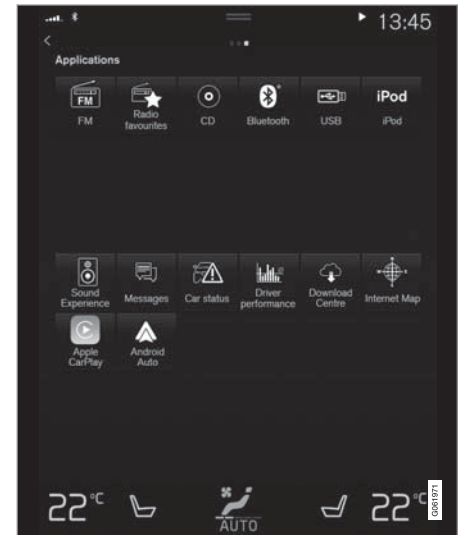 13:45
Applications
FM
iPod
FM
Radio
favourites
CD
Bluetooth
USB
iPod
Sound
Experience
Messages
Car status
Driver
performance
Download
Centre
Internet Map
Apple
CarPlay
Android
Auto
22°C
22°C
AUTO
G061971